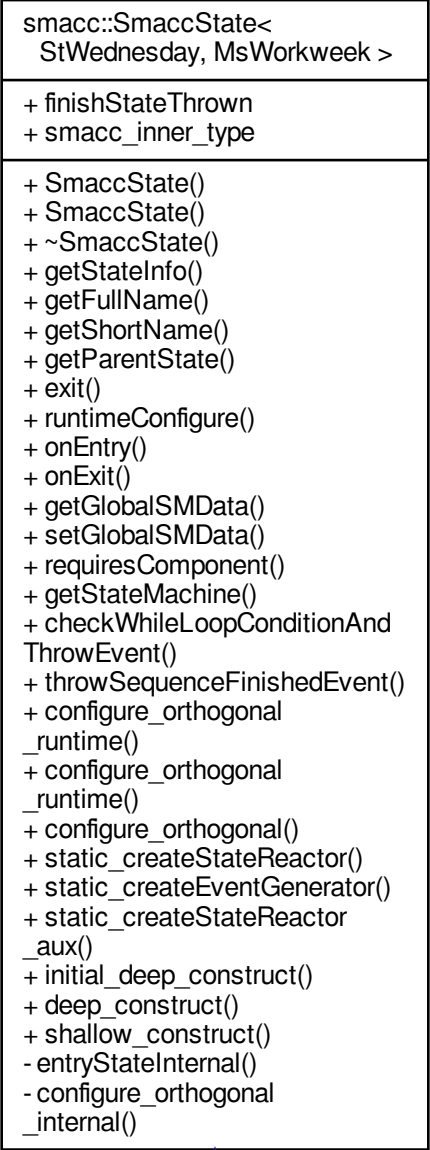 smacc::SmaccState<
StWednesday, MsWorkweek >
+ finishStateThrown
+ smacc_inner_type
+ SmaccState()
+ SmaccState()
+ ~SmaccState()
+ getStateInfo()
+ getFullName()
+ getShortName()
+ getParentState()
+ exit()
+ runtimeConfigure()
+ onEntry()
+ onExit()
+ getGlobalSMData()
+ setGlobalSMData()
+ requiresComponent()
+ getStateMachine()
+ checkWhileLoopConditionAnd
ThrowEvent()
+ throwSequenceFinishedEvent()
+ configure_orthogonal
_runtime()
+ configure_orthogonal
_runtime()
+ configure_orthogonal()
+ static_createStateReactor()
+ static_createEventGenerator()
+ static_createStateReactor
_aux()
+ initial_deep_construct()
+ deep_construct()
+ shallow_construct()
- entryStateInternal()
- configure_orthogonal
_internal()